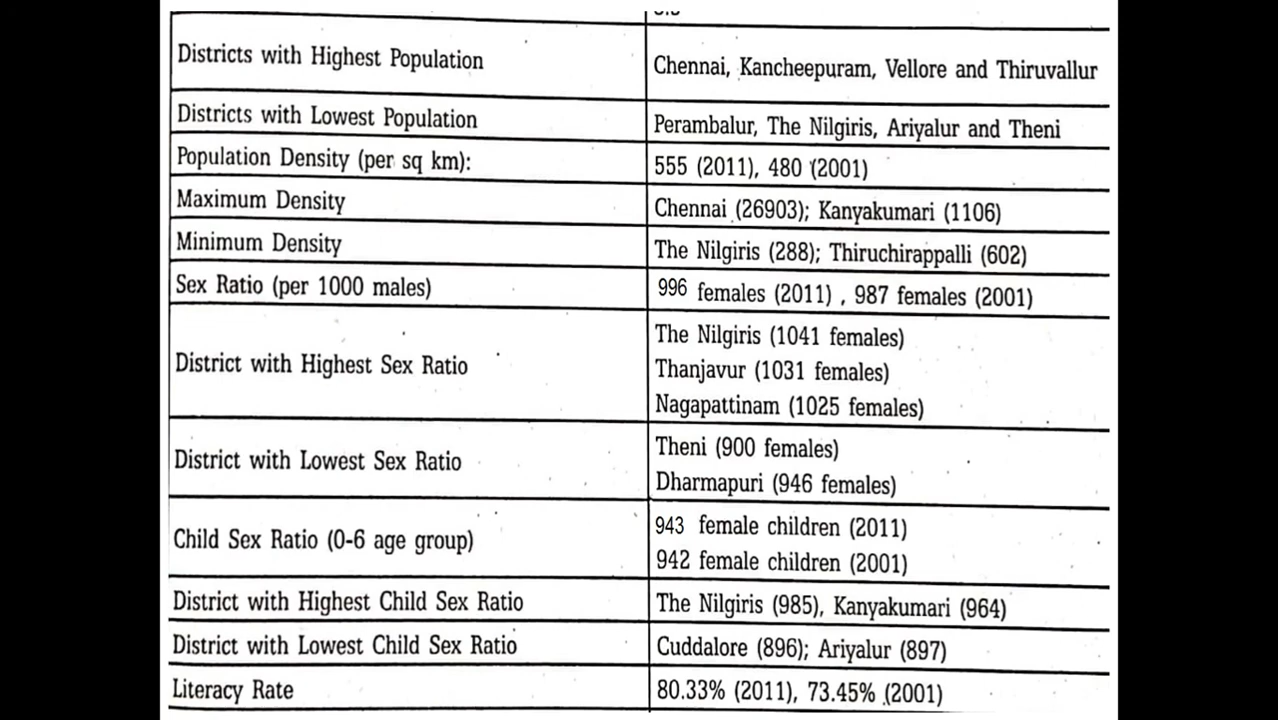 Districts with Highest Population
Chennai, Kancheepuram, Vellore and Thiruvallur
Districts with Lowest Population
Perambalur, The Nilgiris, Ariyalur and Theni
Population Density (per sq km):
555 (2011), 480 (2001)
Maximum Density
Chennai (26903); Kanyakumari (1106)
Minimum Density
The Nilgiris (288); Thiruchirappalli (602)
Sex Ratio (per 1000 males)
996 females (2011) , 987 females (2001)
District with Highest Sex Ratio
The Nilgiris (1041 females)
Thanjavur (1031 females)
Nagapattinam (1025 females)
District with Lowest Sex Ratio
Theni (900 females)
Dharmapuri (946 females)
Child Sex Ratio (0-6 age group)
943 female children (2011)
942 female children (2001)
District with Highest Child Sex Ratio
The Nilgiris (985), Kanyakumari (964)
District with Lowest Child Sex Ratio
Cuddalore (896); Ariyalur (897)
Literacy Rate
80.33% (2011), 73.45% (2001)